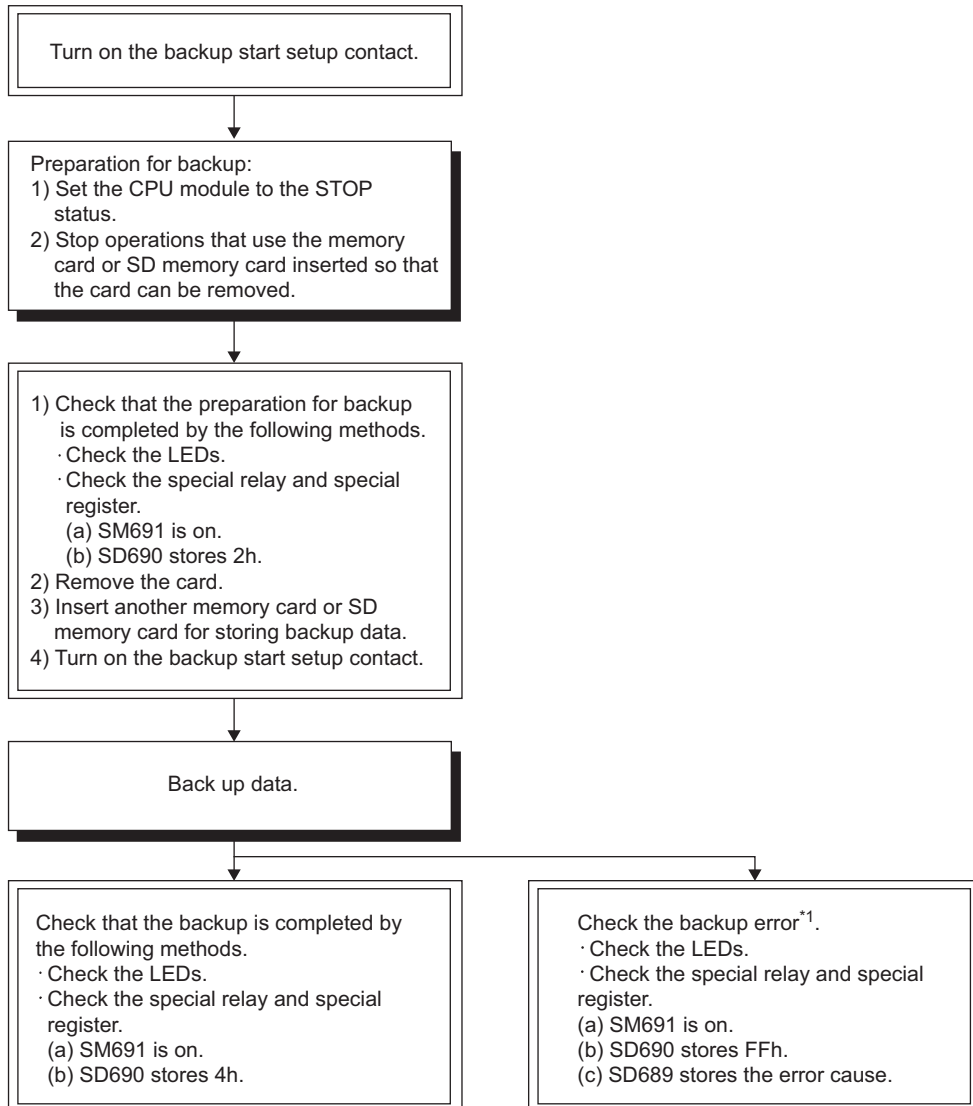 Turn on the backup start setup contact.
Preparation for backup:
1) Set the CPU module to the STOP
status.
2) Stop operations that use the memory
card or SD memory card inserted so that
the card can be removed.
1) Check that the preparation for backup
is completed by the following methods.
· Check the LEDs.
· Check the special relay and special
register.
(a) SM691 is on.
(b) SD690 stores 2h.
2) Remove the card.
3) Insert another memory card or SD
memory card for storing backup data.
4) Turn on the backup start setup contact.
Back up data.
Check that the backup is completed by
the following methods.
· Check the LEDs.
· Check the special relay and special
register.
(a) SM691 is on.
(b) SD690 stores 4h.
Check the backup error*1.
· Check the LEDs.
· Check the special relay and special
register.
(a) SM691 is on.
(b) SD690 stores FFh.
(c) SD689 stores the error cause.